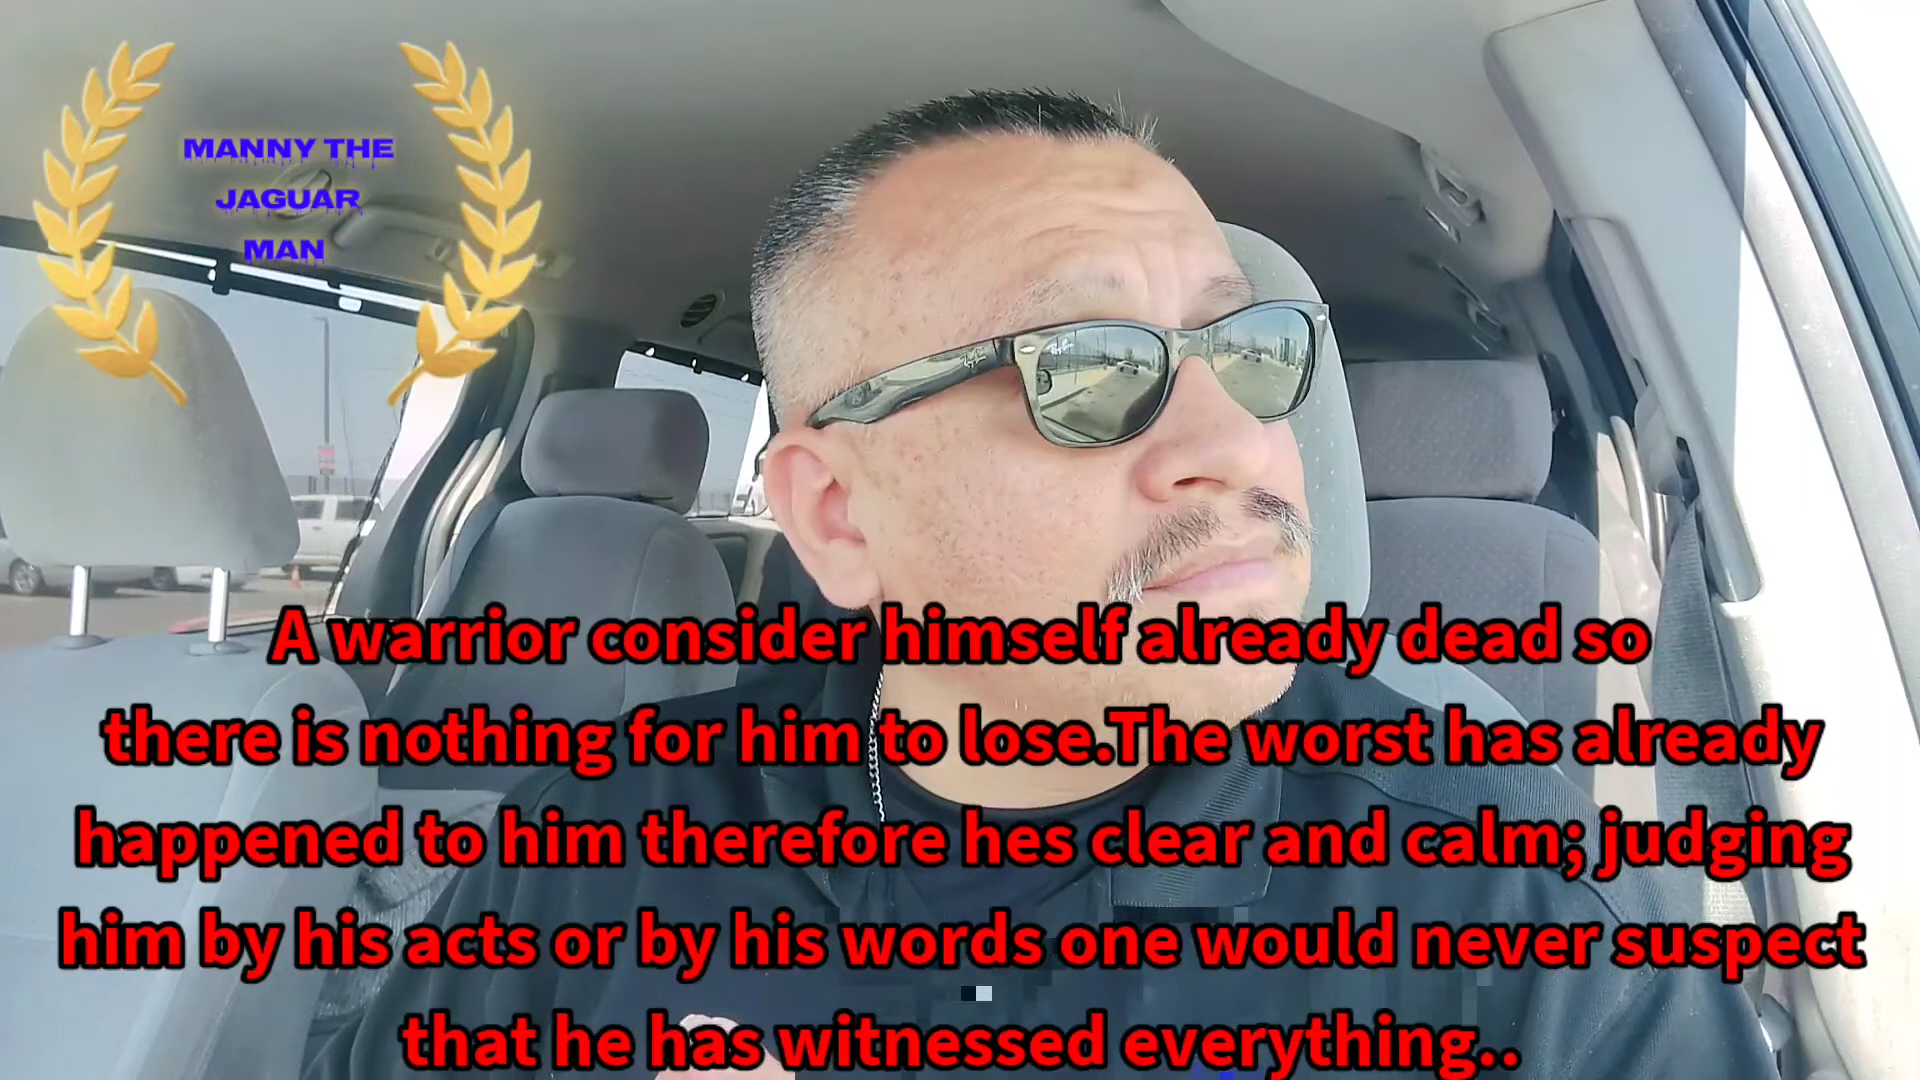 MANNY THE
JAGUAR
MAN
Ray-Ban
A warrior consider himself already dead so
there is nothing for him to lose.The worst has already
happened to him therefore hes clear and calm; judging
him by his acts or by his words one would never suspect
that he has witnessed everything..